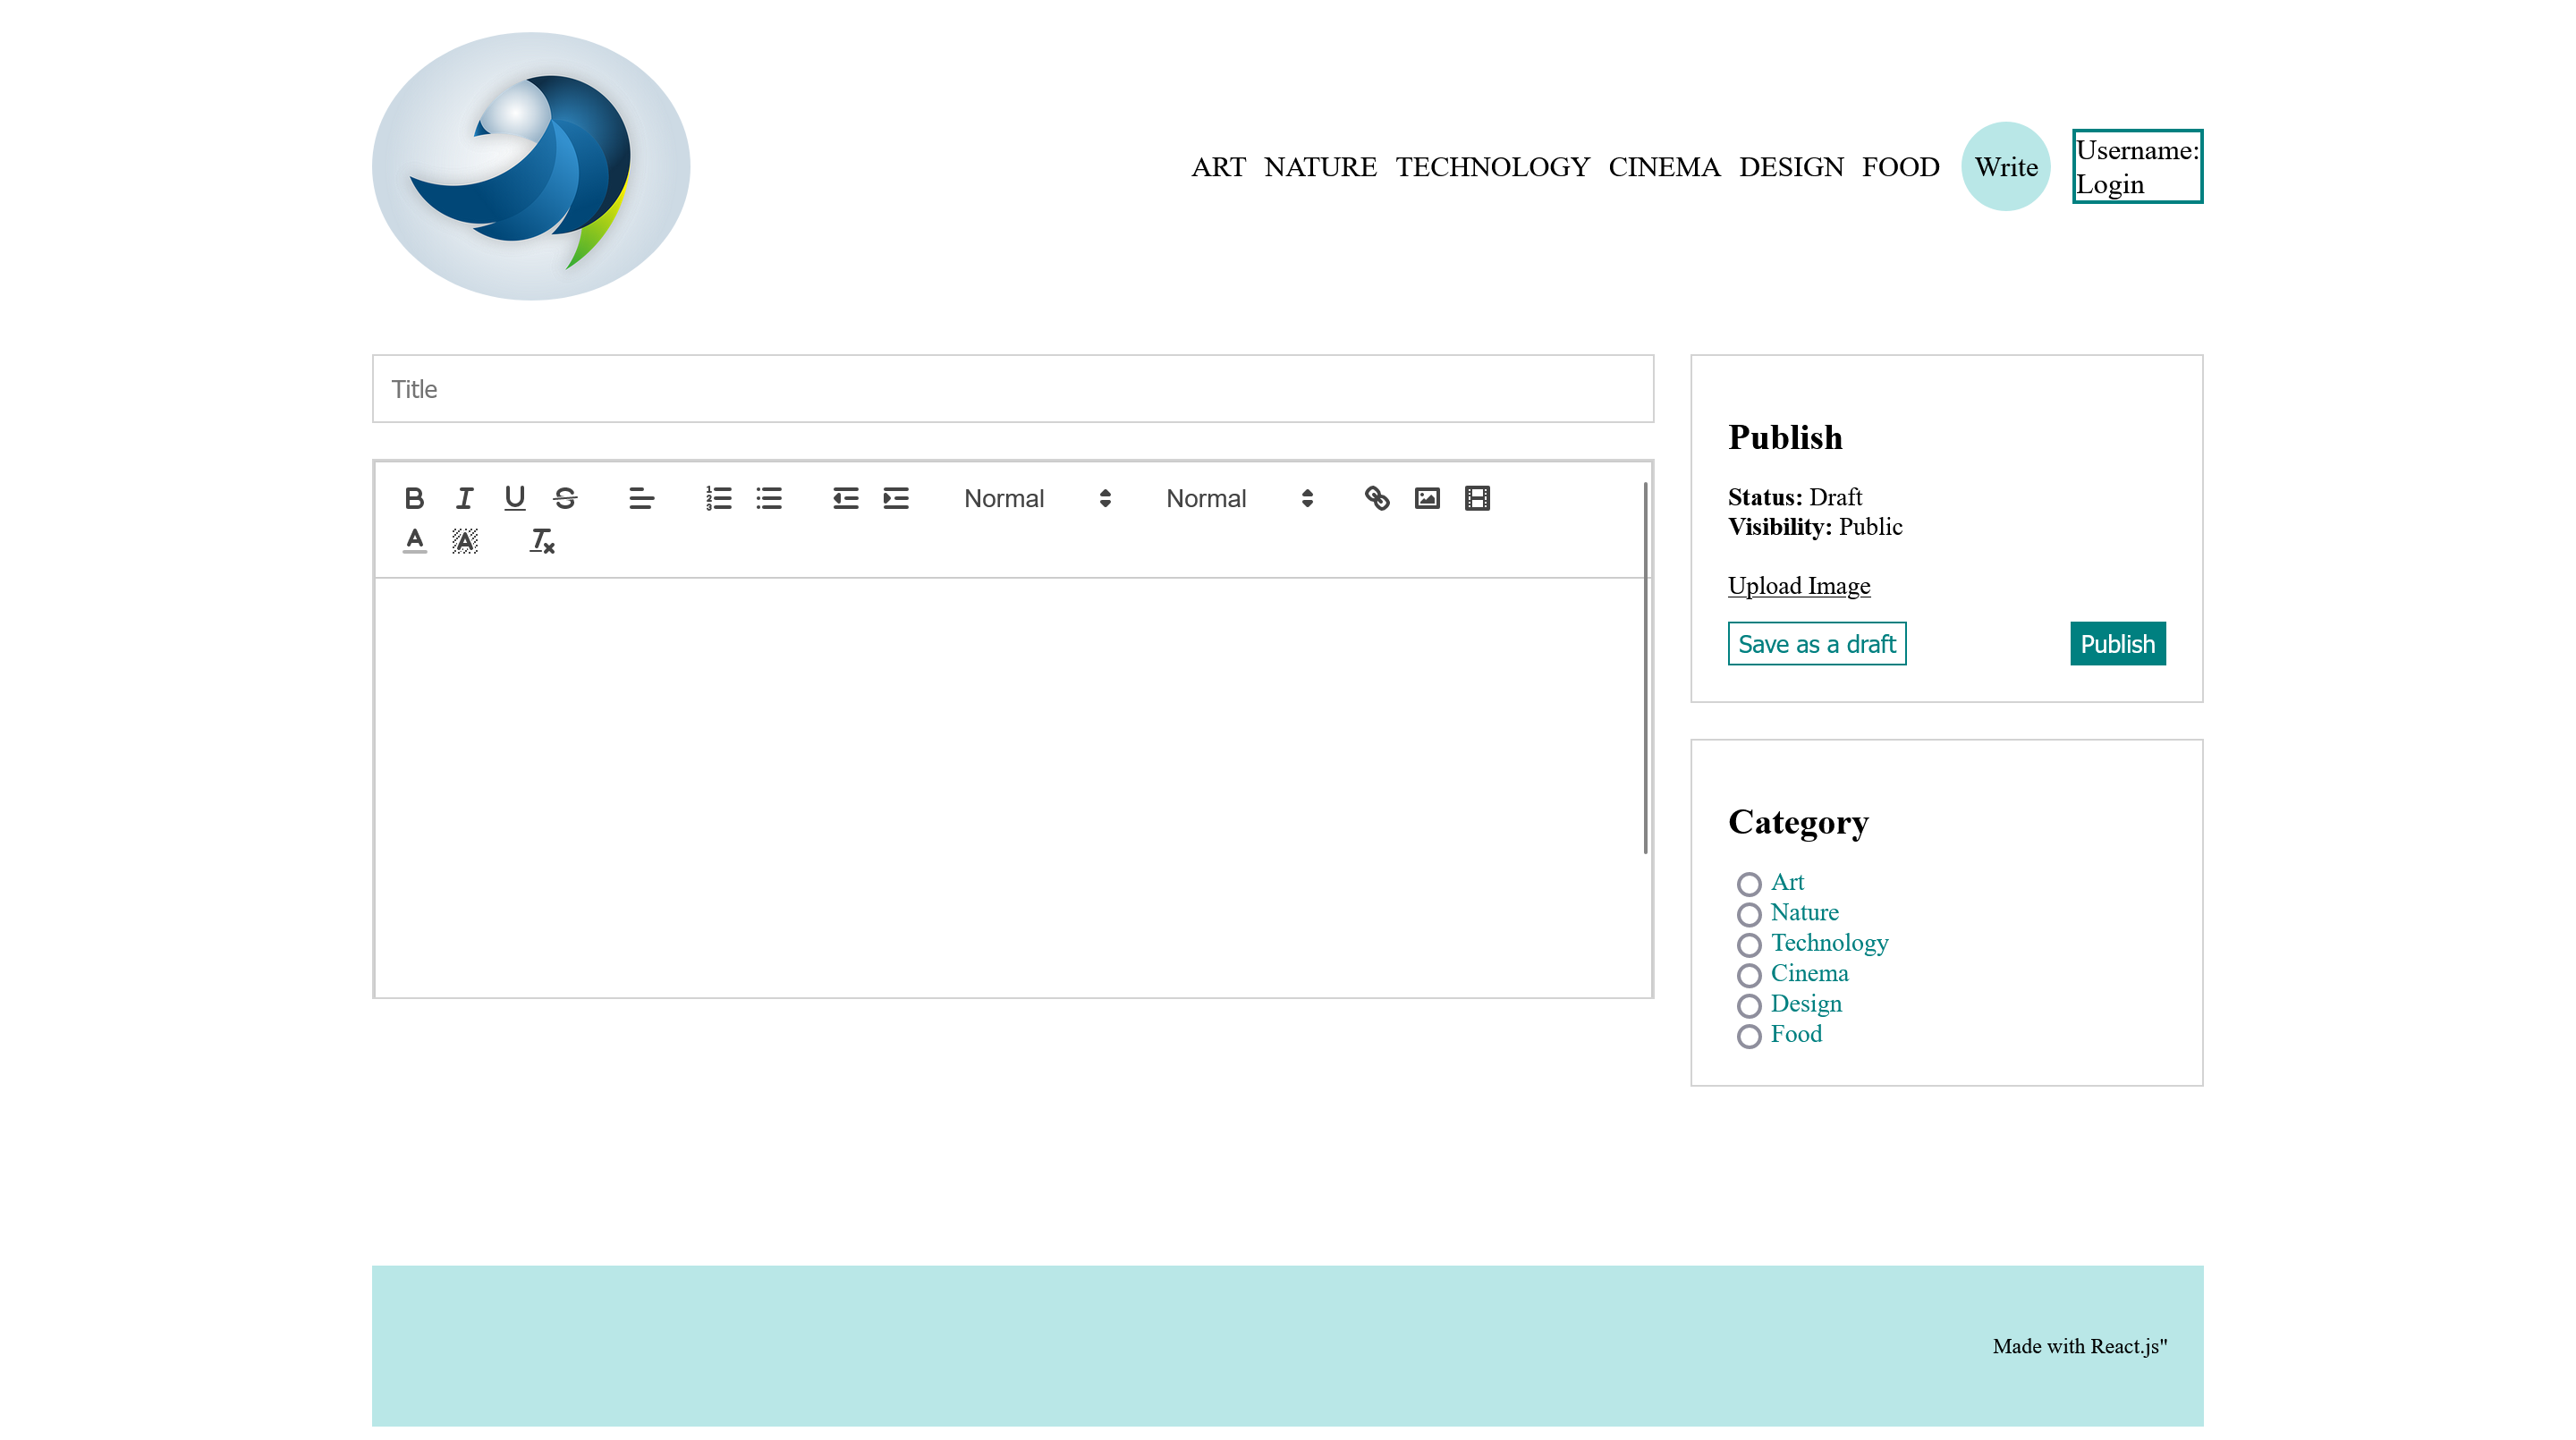 ART NATURE TECHNOLOGY CINEMA DESIGN FOOD Write Username:
Login
Title
Normal Normal
Publish
Status: Draft
Visibility: Public
Upload Image
Save as a draft Publish
Category
Art
Nature
Technology
Cinema
Design
Food
Made with React.js"